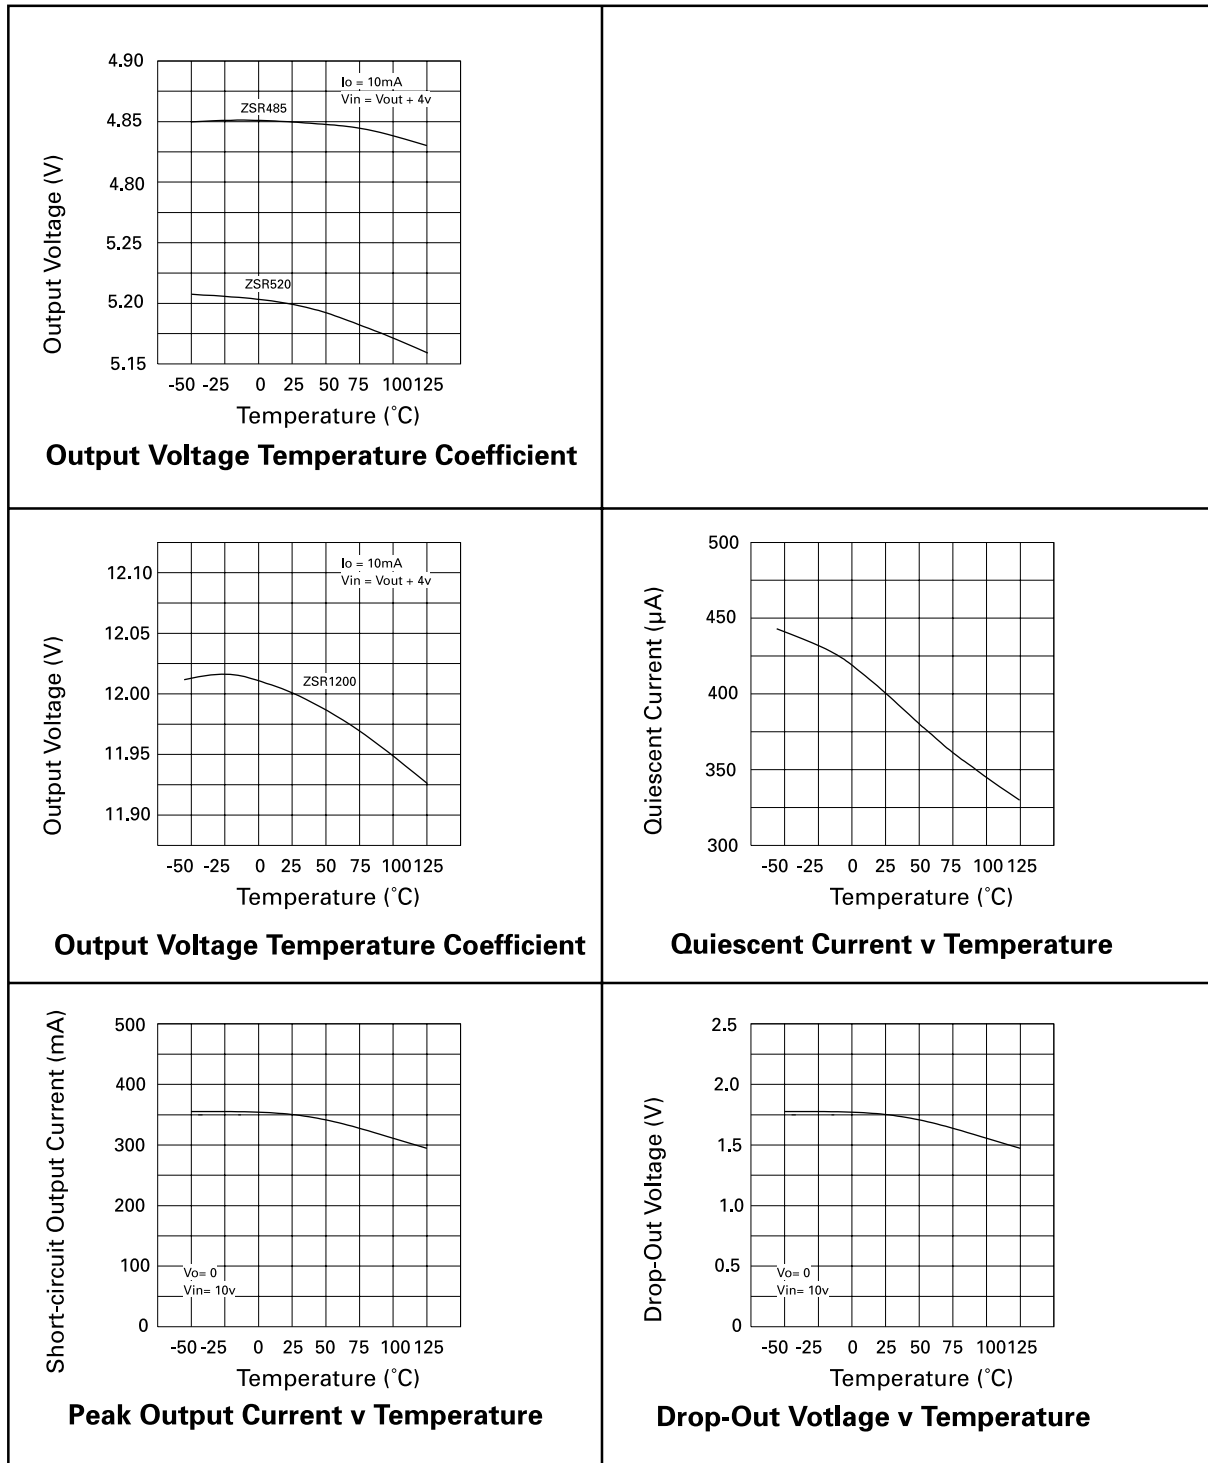 4.90
4.85
4.80
5.25
5.20
5.15
Output Voltage (V)
Io = 10mA
Vin = Vout + 4v
ZSR485
ZSR520
-50 -25 0 25 50 75 100 125
Temperature (˚C)
Output Voltage Temperature Coefficient
12.10
12.05
12.00
11.95
11.90
Output Voltage (V)
Io = 10mA
Vin = Vout + 4v
ZSR1200
-50 -25 0 25 50 75 100 125
Temperature (˚C)
Output Voltage Temperature Coefficient
500
450
400
350
300
Quiescent Current (µA)
-50 -25 0 25 50 75 100 125
Temperature (˚C)
Quiescent Current v Temperature
500
400
300
200
100
0
Short-circuit Output Current (mA)
Vo= 0
Vin= 10v
-50 -25 0 25 50 75 100 125
Temperature (˚C)
Peak Output Current v Temperature
2.5
2.0
1.5
1.0
0.5
0
Drop-Out Voltage (V)
Vo= 0
Vin= 10v
-50 -25 0 25 50 75 100 125
Temperature (˚C)
Drop-Out Votlage v Temperature